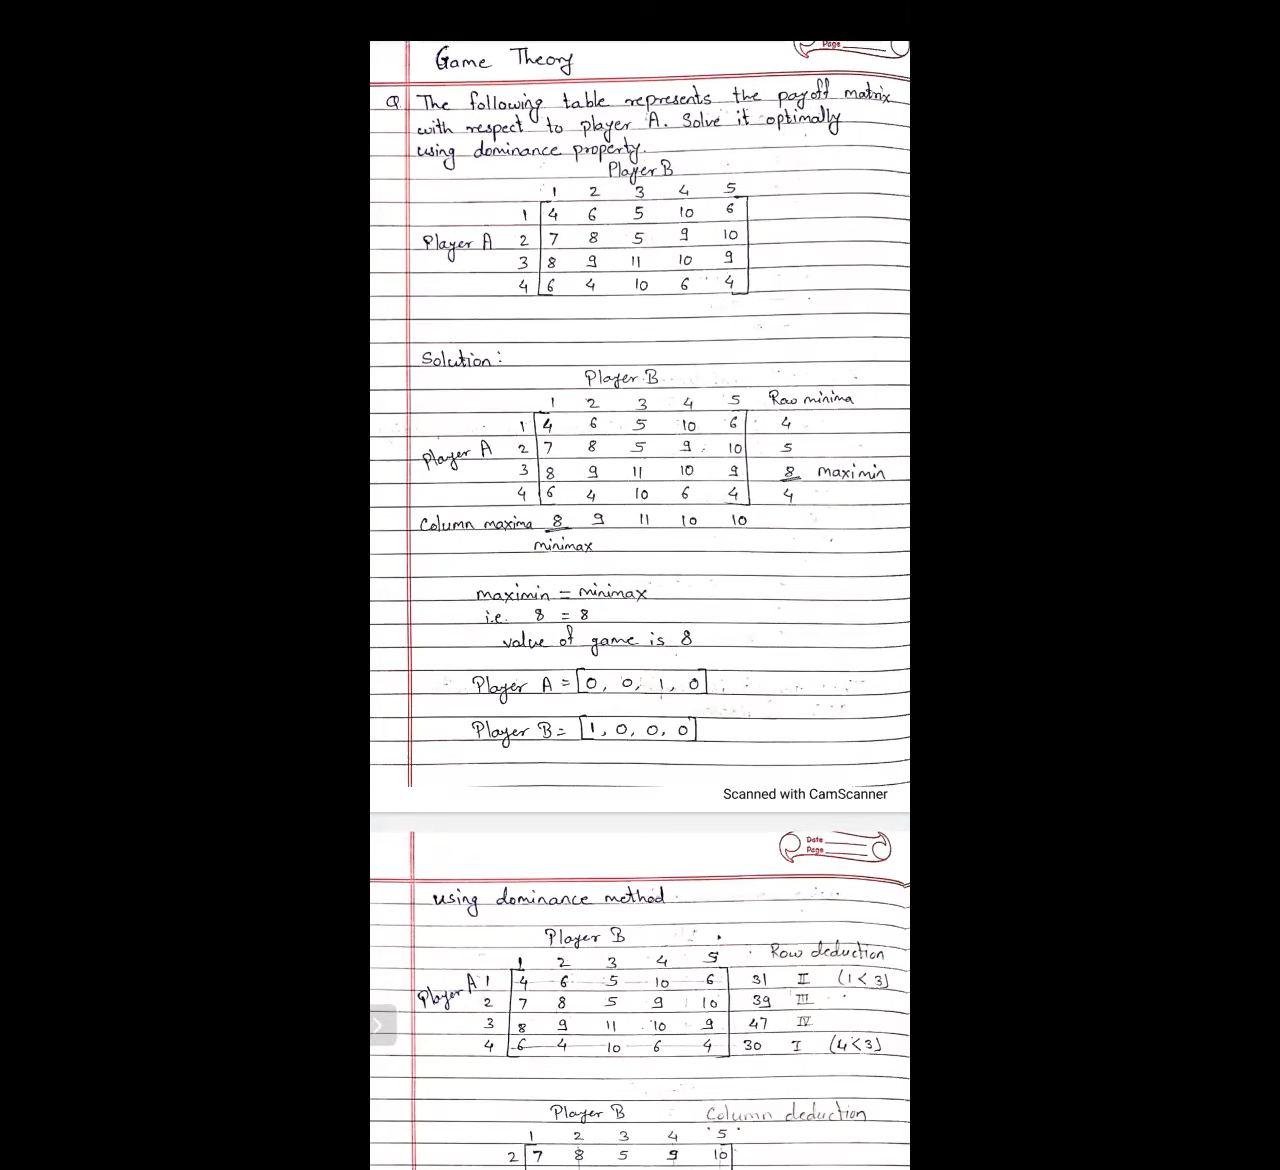 Page
Game Theory
Q. The following table represents the payoff matrix
with respect to player A. Solve it optimally
using dominance property.
Player B
1 2 3 4 5
1 4 6 5 10 6
Player A 2 7 8 5 9 10
3 8 9 11 10 9
4 6 4 10 6 4
Solution:
Player B
1 2 3 4 5 Row minima
1 4 6 5 10 6 4
Player A 2 7 8 5 9 10 5
3 8 9 11 10 9 8 maximin
4 6 4 10 6 4 4
Column maxima 8 9 11 10 10
minimax
maximin = minimax
i.e. 8 = 8
value of game is 8
Player A = [0, 0, 1, 0]
Player B = [1, 0, 0, 0]
Scanned with CamScanner
Date
Page
using dominance method
Player B
1 2 3 4 5 Row deduction
Player A 1 4 6 5 10 6 31 II (1<3)
2 7 8 5 9 10 39 III
3 8 9 11 10 9 47 IV
4 6 4 10 6 4 30 I (4<3)
Player B Column deduction
1 2 3 4 5
2 7 8 5 9 10